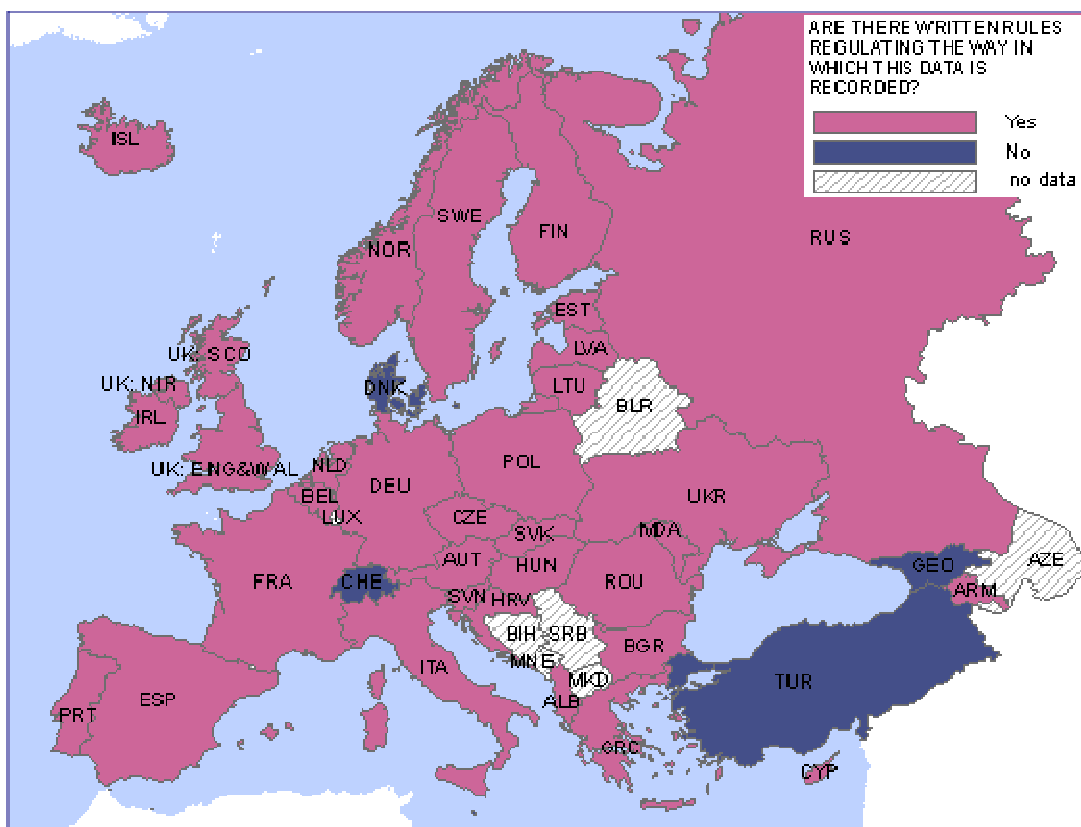 ARE THERE WRITTEN RULES
REGULATING THE WAY IN
WHICH THIS DATA IS
RECORDED?
Yes
No
no data
ISL
SWE
NOR
FIN
RUS
EST
UK: SCO
LVA
UK: NIR
DNK
LTU
BLR
IRL
UK: ENG&WAL
NLD
POL
BEL
DEU
UKR
LUX
CZE
MDA
SVK
AUT
HUN
GEO
AZE
FRA
CHE
ROU
ARM
SVN
HRV
BIH
SRB
BGR
MNE
ITA
MKD
TUR
ESP
ALB
PRT
GRC
CYP